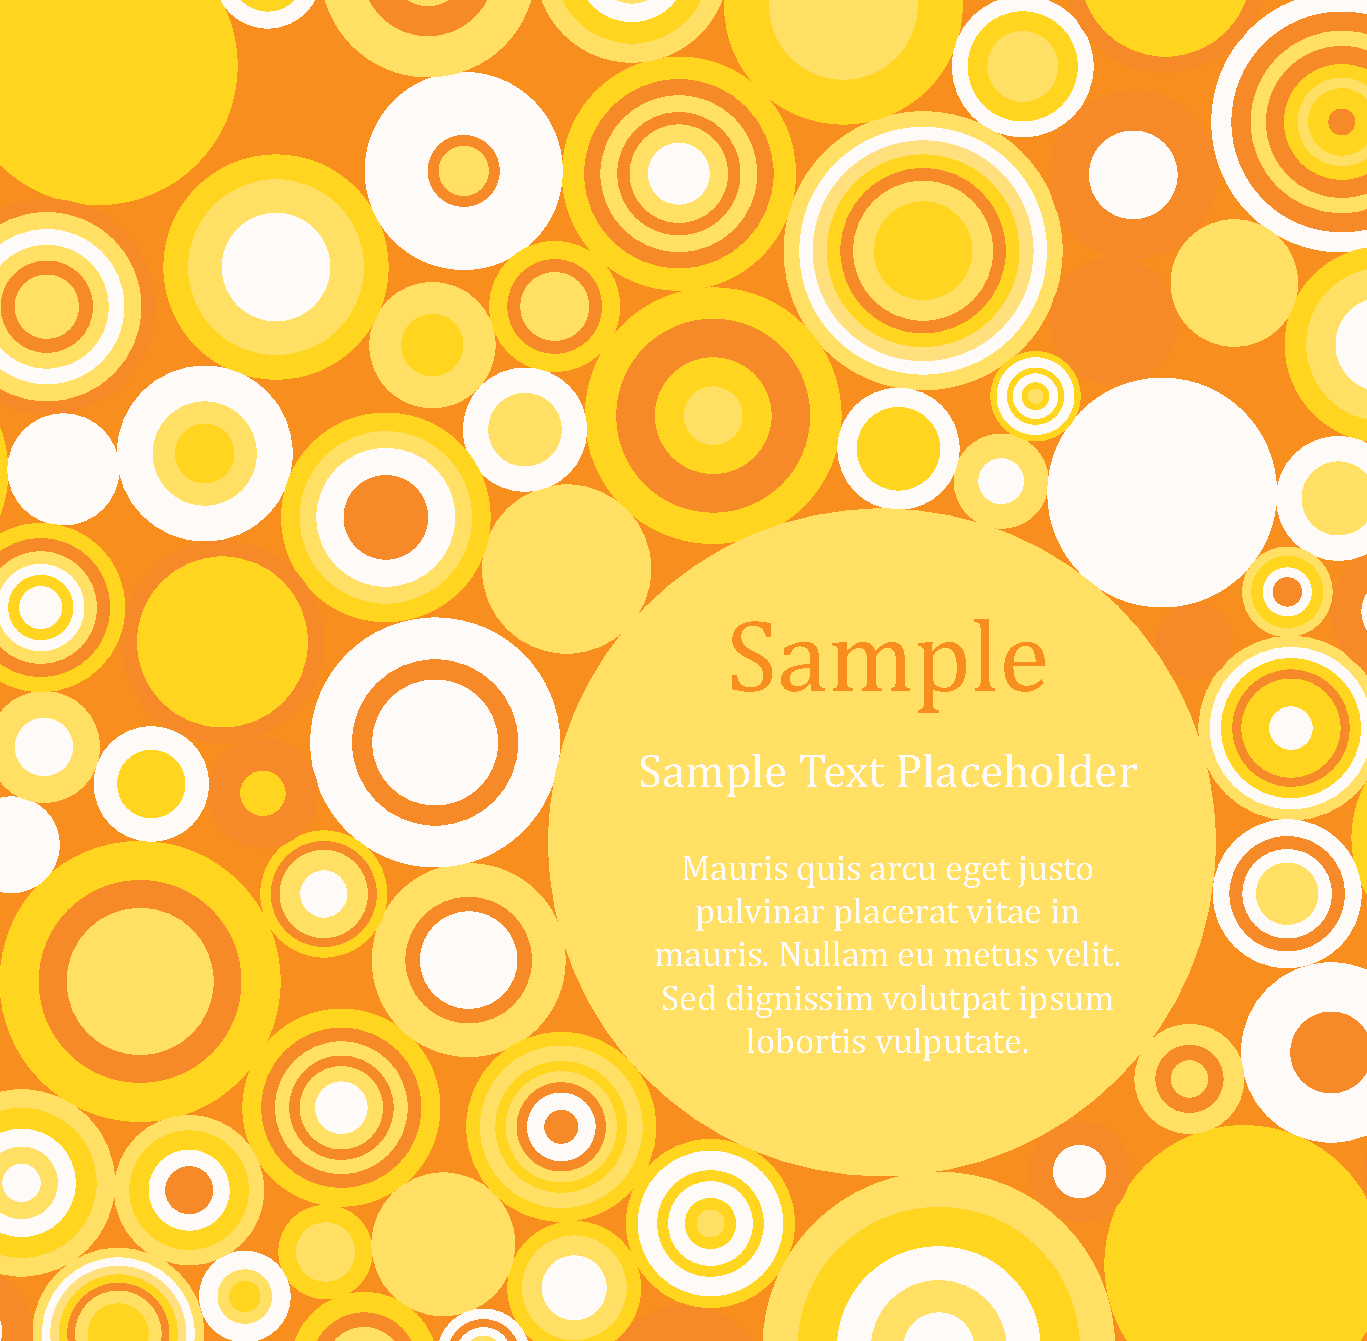 Sample
Sample Text Placeholder
Mauris quis arcu eget justo
pulvinar placerat vitae in
mauris. Nullam eu metus velit.
Sed dignissim volutpat ipsum
lobortis vulputate.